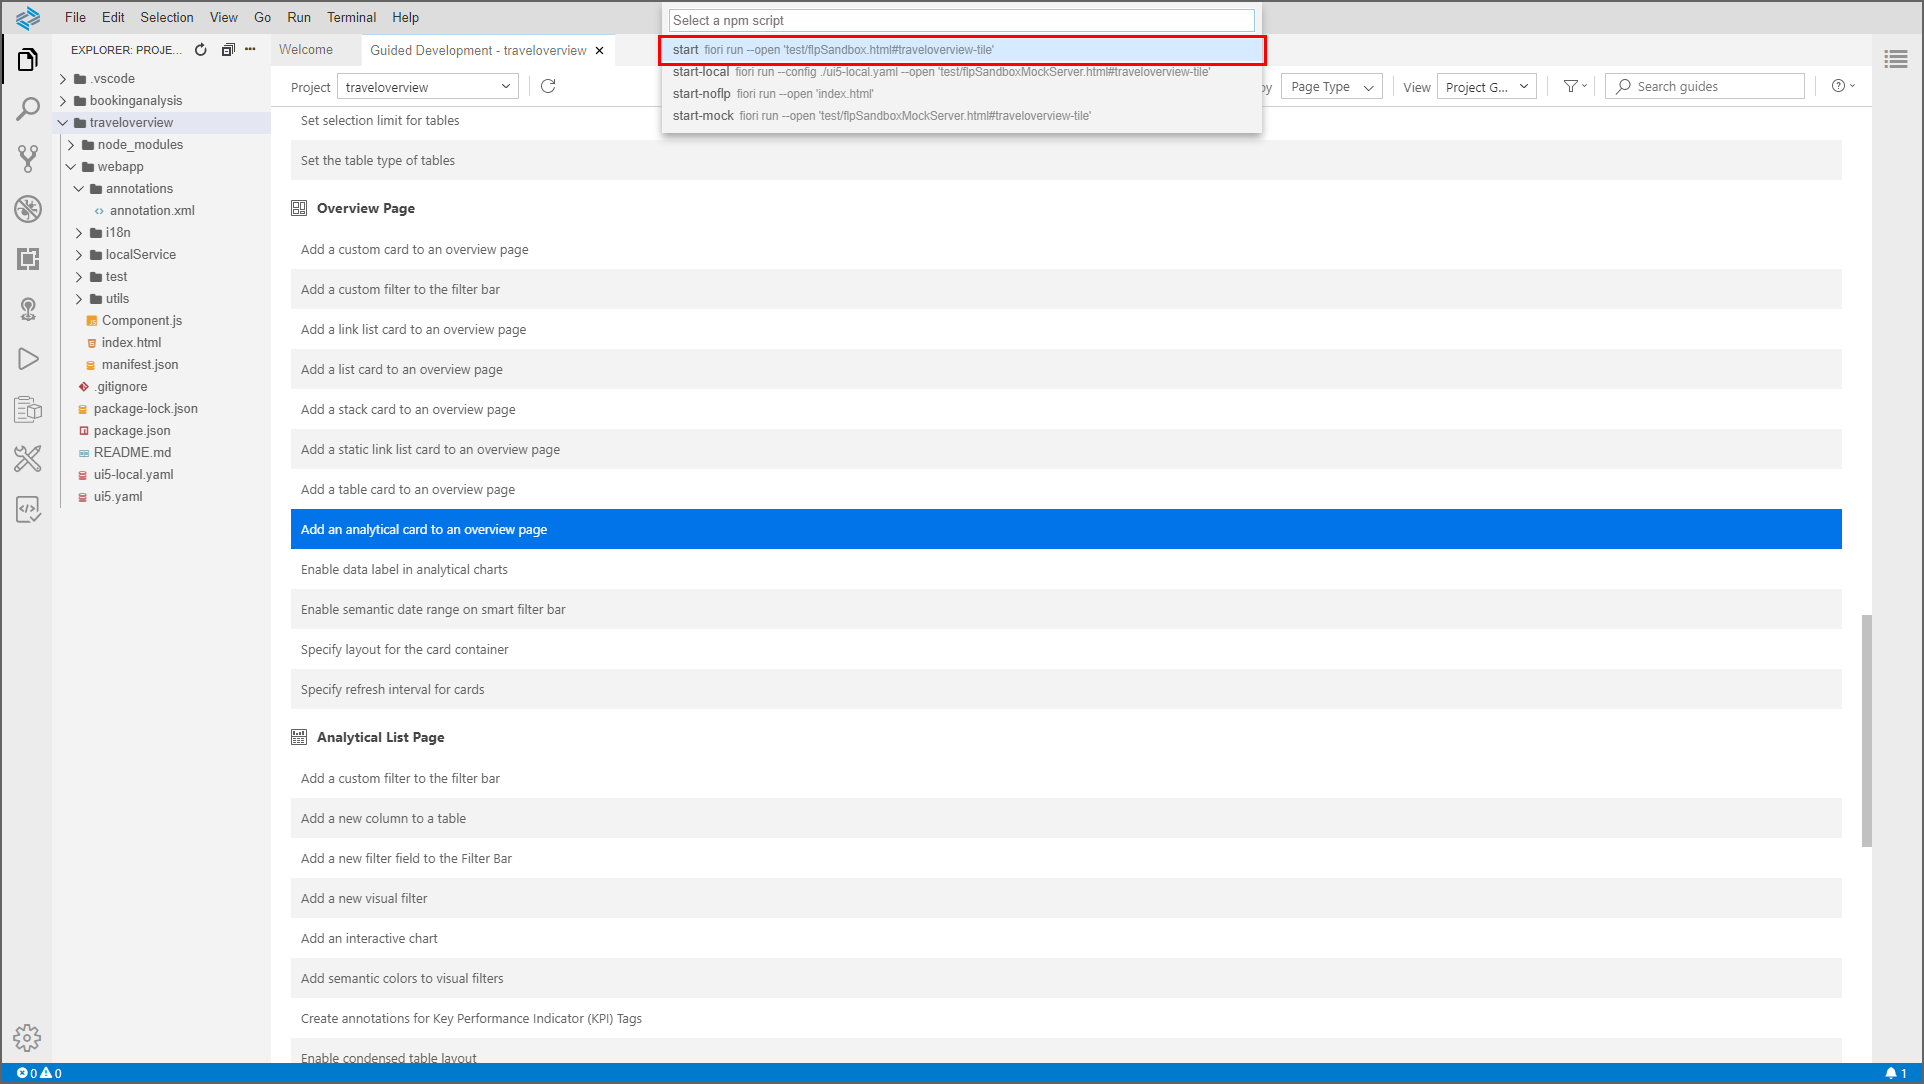 File Edit Selection View Go Run Terminal Help
Select a npm script
start fiori run --open 'test/flpSandbox.html#traveloverview-tile'
start-local fiori run --config ./ui5-local.yaml --open 'test/flpSandboxMockServer.html#traveloverview-tile'
start-noflp fiori run --open 'index.html'
start-mock fiori run --open 'test/flpSandboxMockServer.html#traveloverview-tile'
EXPLORER: PROJE...
.vscode
bookinganalysis
traveloverview
node_modules
webapp
annotations
annotation.xml
i18n
localService
test
utils
Component.js
index.html
manifest.json
.gitignore
package-lock.json
package.json
README.md
ui5-local.yaml
ui5.yaml
Welcome
Guided Development - traveloverview
Project traveloverview
by Page Type
View Project G...
Search guides
Set selection limit for tables
Set the table type of tables
Overview Page
Add a custom card to an overview page
Add a custom filter to the filter bar
Add a link list card to an overview page
Add a list card to an overview page
Add a stack card to an overview page
Add a static link list card to an overview page
Add a table card to an overview page
Add an analytical card to an overview page
Enable data label in analytical charts
Enable semantic date range on smart filter bar
Specify layout for the card container
Specify refresh interval for cards
Analytical List Page
Add a custom filter to the filter bar
Add a new column to a table
Add a new filter field to the Filter Bar
Add a new visual filter
Add an interactive chart
Add semantic colors to visual filters
Create annotations for Key Performance Indicator (KPI) Tags
Enable condensed table layout
0 0
1